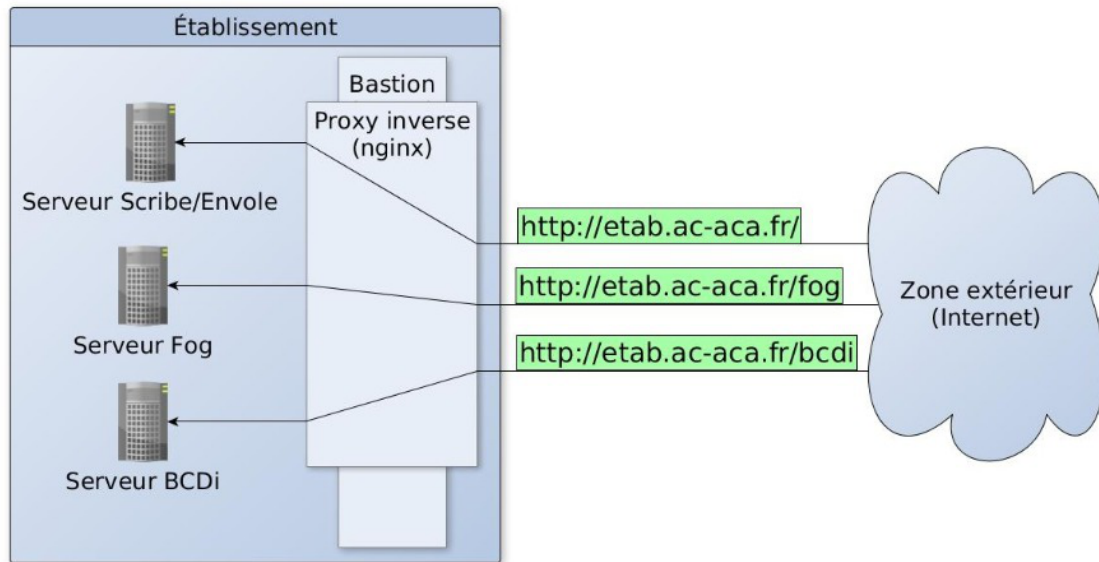 Établissement
Bastion
Proxy inverse
(nginx)
Serveur Scribe/Envole
http://etab.ac-aca.fr/
http://etab.ac-aca.fr/fog
Zone extérieur
(Internet)
Serveur Fog
http://etab.ac-aca.fr/bcdi
Serveur BCDi